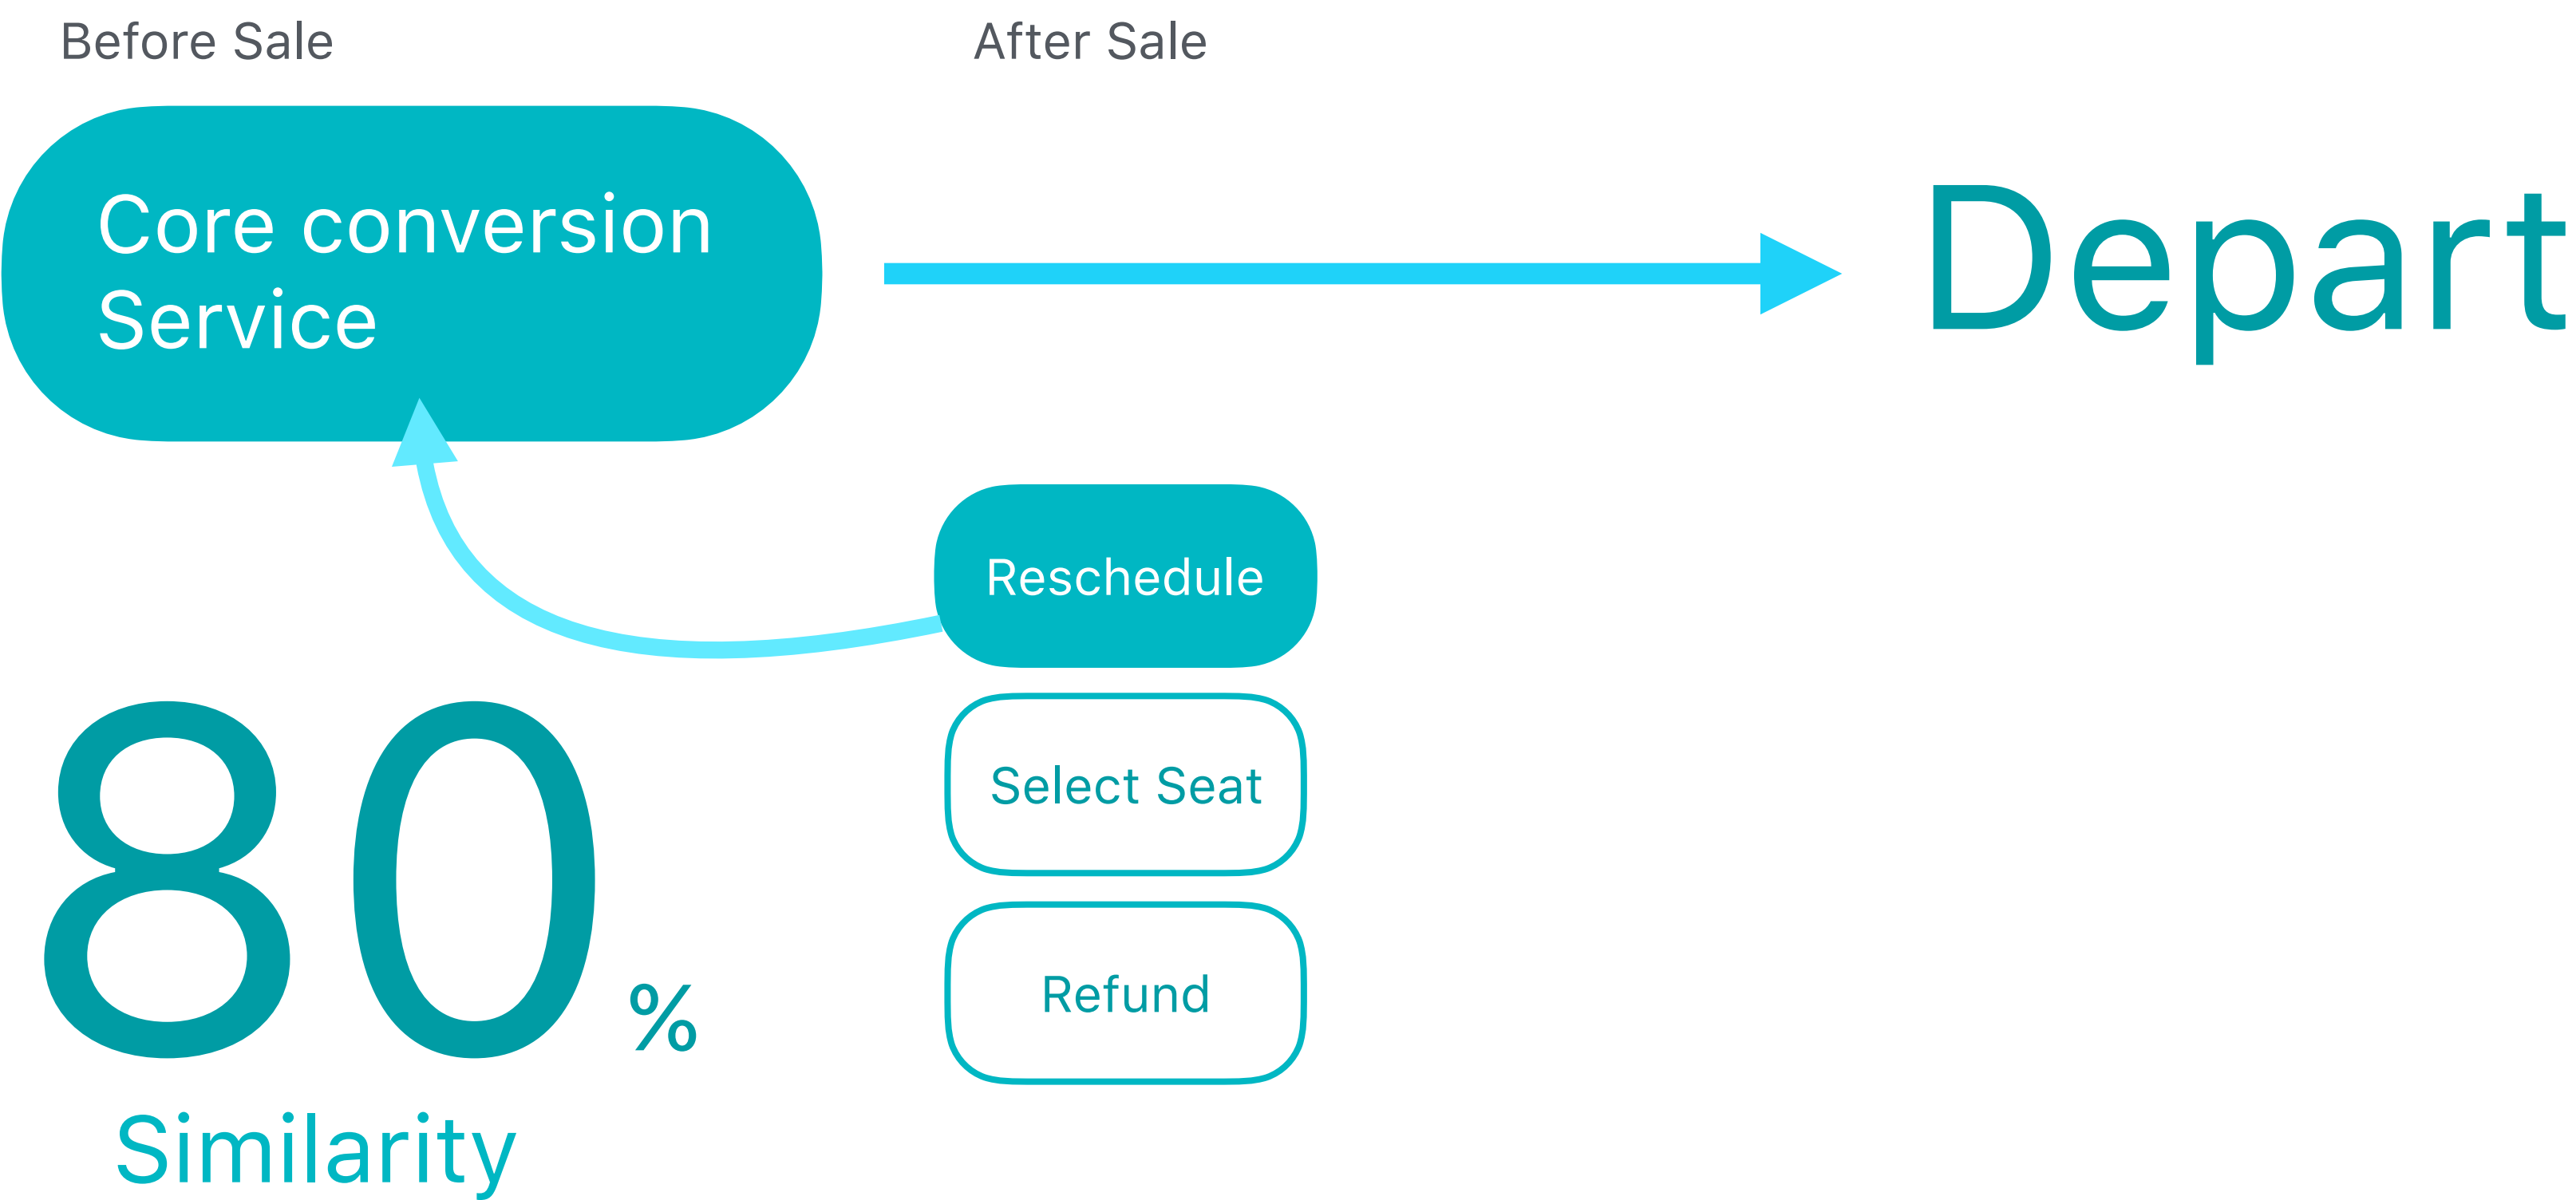 Before Sale
After Sale
Core conversion
Service
Depart
Reschedule
Select Seat
Refund
80 %
Similarity